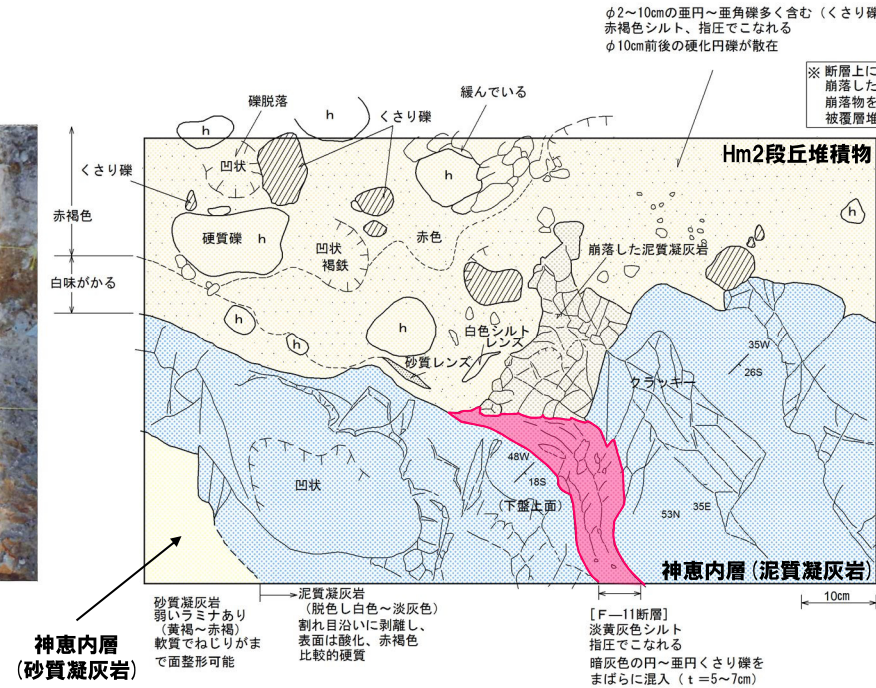 φ2～10cmの亜円～亜角礫多く含む（くさり礫
赤褐色シルト、指圧でこなれる
φ10cm前後の硬化円礫が散在
※ 断層上に
崩落した
崩落物を
被覆層堆
礫脱落
h
h
くさり礫
緩んでいる
Hm2段丘堆積物
くさり礫
凹状
h
赤褐色
硬質礫 h
赤色
h
凹状
褐鉄
崩落した泥質凝灰岩
白味がかる
h
h
白色シルト
レンズ
h
砂質レンズ
35W
26S
クラッキー
48W
18S
凹状
(下盤上面)
53N
35E
神恵内層(泥質凝灰岩)
10cm
砂質凝灰岩
弱いラミナあり
(黄褐～赤褐)
軟質でねじりがま
で面整形可能
泥質凝灰岩
(脱色し白色～淡灰色)
割れ目沿いに剥離し、
表面は酸化、赤褐色
比較的硬質
[F―11断層]
淡黄灰色シルト
指圧でこなれる
暗灰色の円～亜円くさり礫を
まばらに混入（ｔ＝5～7cm）
神恵内層
(砂質凝灰岩)